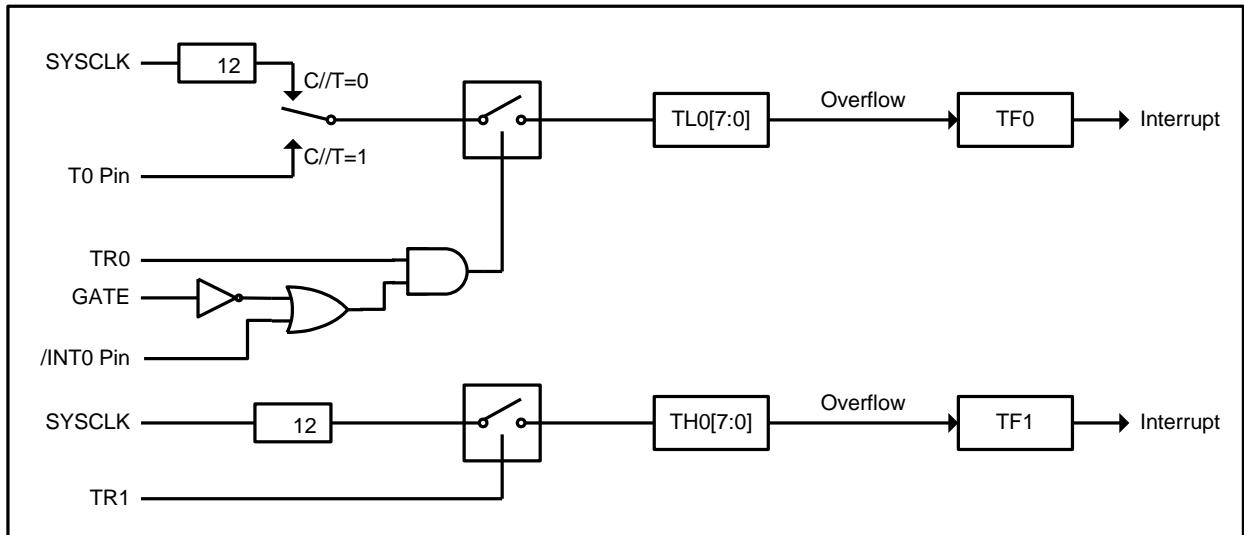 SYSCLK
12
C//T=0
C//T=1
T0 Pin
TL0[7:0]
Overflow
TF0
Interrupt
TR0
GATE
/INT0 Pin
SYSCLK
12
TH0[7:0]
Overflow
TF1
Interrupt
TR1